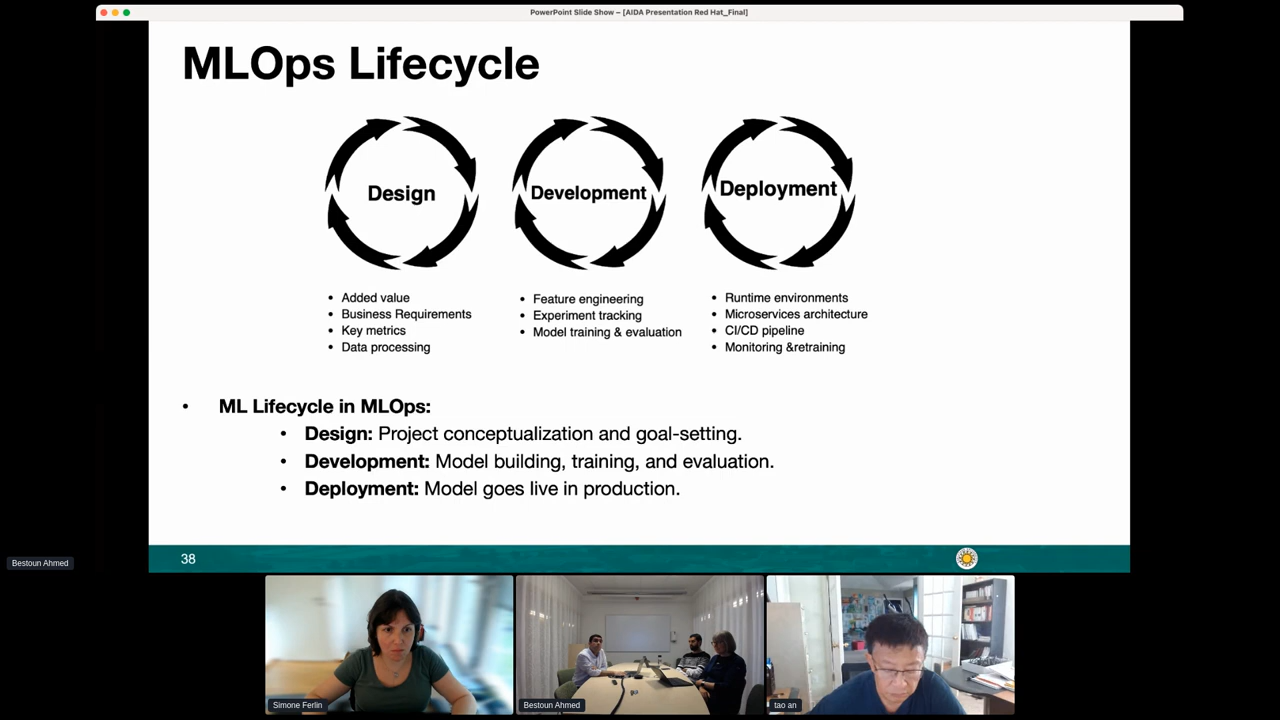 PowerPoint Slide Show – [AIDA Presentation Red Hat_Final]
MLOps Lifecycle
Design
Development
Deployment
• Added value
• Business Requirements
• Key metrics
• Data processing
• Feature engineering
• Experiment tracking
• Model training & evaluation
• Runtime environments
• Microservices architecture
• CI/CD pipeline
• Monitoring &retraining
• ML Lifecycle in MLOps:
• Design: Project conceptualization and goal-setting.
• Development: Model building, training, and evaluation.
• Deployment: Model goes live in production.
38
Bestoun Ahmed
Simone Ferlin
Bestoun Ahmed
tao an